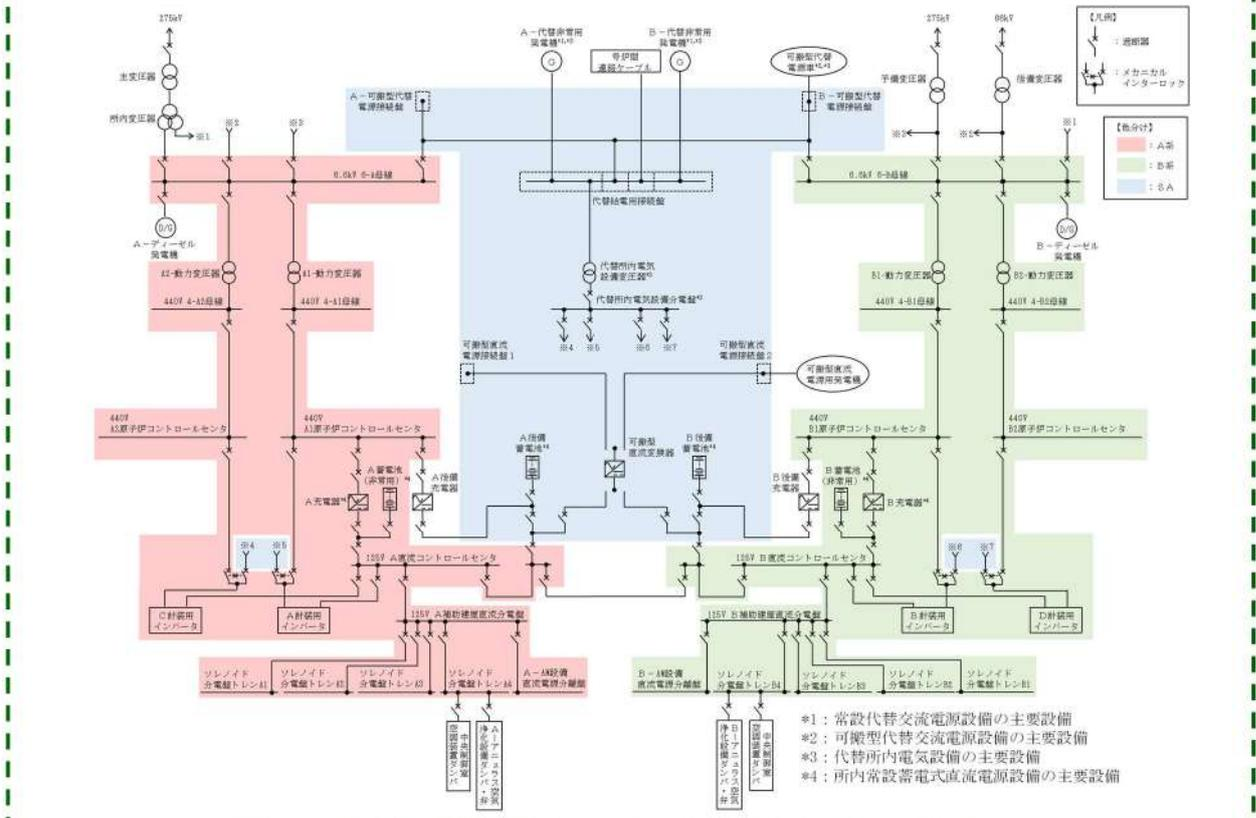 275kV
主変圧器
所内変圧器
※1
※2
※3
A-代替非常用
発電機*1,*3
G
号炉間
連絡ケーブル
B-代替非常用
発電機*1,*3
G
可搬型代替
電源車*2,*3
275kV
66kV
予備変圧器
後備変圧器
※3
※2
※1
【凡例】
:遮断器
:メカニカル
インターロック
【色分け】
:A系
:B系
:SA
A-可搬型代替
電源接続盤
B-可搬型代替
電源接続盤
6.6kV 6-A母線
6.6kV 6-B母線
代替給電用接続盤
D/G
A-ディーゼル
発電機
D/G
B-ディーゼル
発電機
A2-動力変圧器
A1-動力変圧器
代替所内電気
設備変圧器*3
B1-動力変圧器
B2-動力変圧器
440V 4-A2母線
440V 4-A1母線
代替所内電気設備分電盤*3
440V 4-B1母線
440V 4-B2母線
※4
※5
※6
※7
可搬型直流
電源接続盤1
可搬型直流
電源接続盤2
可搬型直流
電源用発電機
440V
A2原子炉コントロールセンタ
440V
A1原子炉コントロールセンタ
440V
B1原子炉コントロールセンタ
440V
B2原子炉コントロールセンタ
A充電器*4
A蓄電池
(非常用)*4
A後備
充電器
A後備
蓄電池*4
可搬型
直流変換器
B後備
蓄電池*4
B後備
充電器
B蓄電池
(非常用)*4
B充電器*4
※4
※5
125V A直流コントロールセンタ
125V B直流コントロールセンタ
※6
※7
C計装用
インバータ
A計装用
インバータ
B計装用
インバータ
D計装用
インバータ
125V A補助建屋直流分電盤
125V B補助建屋直流分電盤
ソレノイド
分電盤トレンA1
ソレノイド
分電盤トレンA2
ソレノイド
分電盤トレンA3
ソレノイド
分電盤トレンA4
A-AM設備
直流電源分離盤
B-AM設備
直流電源分離盤
ソレノイド
分電盤トレンB4
ソレノイド
分電盤トレンB3
ソレノイド
分電盤トレンB2
ソレノイド
分電盤トレンB1
中央制御室
空調装置ダンパ
A-アニュラス空気
浄化設備ダンパ・弁
B-アニュラス空気
浄化設備ダンパ・弁
中央制御室
空調装置ダンパ
*1:常設代替交流電源設備の主要設備
*2:可搬型代替交流電源設備の主要設備
*3:代替所内電気設備の主要設備
*4:所内常設蓄電式直流電源設備の主要設備